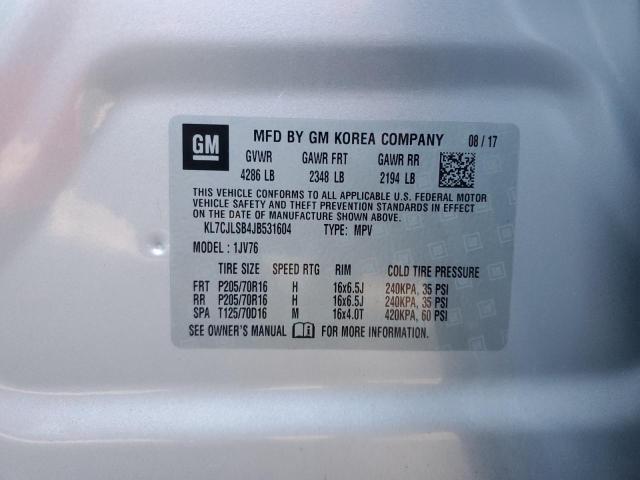 GM MFD BY GM KOREA COMPANY 08 / 17
GVWR GAWR FRT GAWR RR
4286 LB 2348 LB 2194 LB
THIS VEHICLE CONFORMS TO ALL APPLICABLE U.S. FEDERAL MOTOR
VEHICLE SAFETY AND THEFT PREVENTION STANDARDS IN EFFECT ON
THE DATE OF MANUFACTURE SHOWN ABOVE.
KL7CJLSB4JB531604 TYPE: MPV
MODEL : 1JV76
TIRE SIZE SPEED RTG RIM COLD TIRE PRESSURE
FRT P205/70R16 H 16x6.5J 240KPA, 35 PSI
RR P205/70R16 H 16x6.5J 240KPA, 35 PSI
SPA T125/70D16 M 16x4.0T 420KPA, 60 PSI
SEE OWNER'S MANUAL FOR MORE INFORMATION.